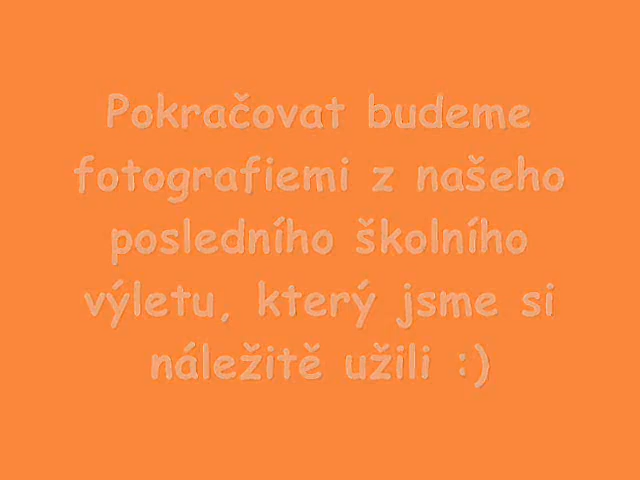 Pokračovat budeme
fotografiemi z našeho
posledního školního
výletu, který jsme si
náležitě užili :)